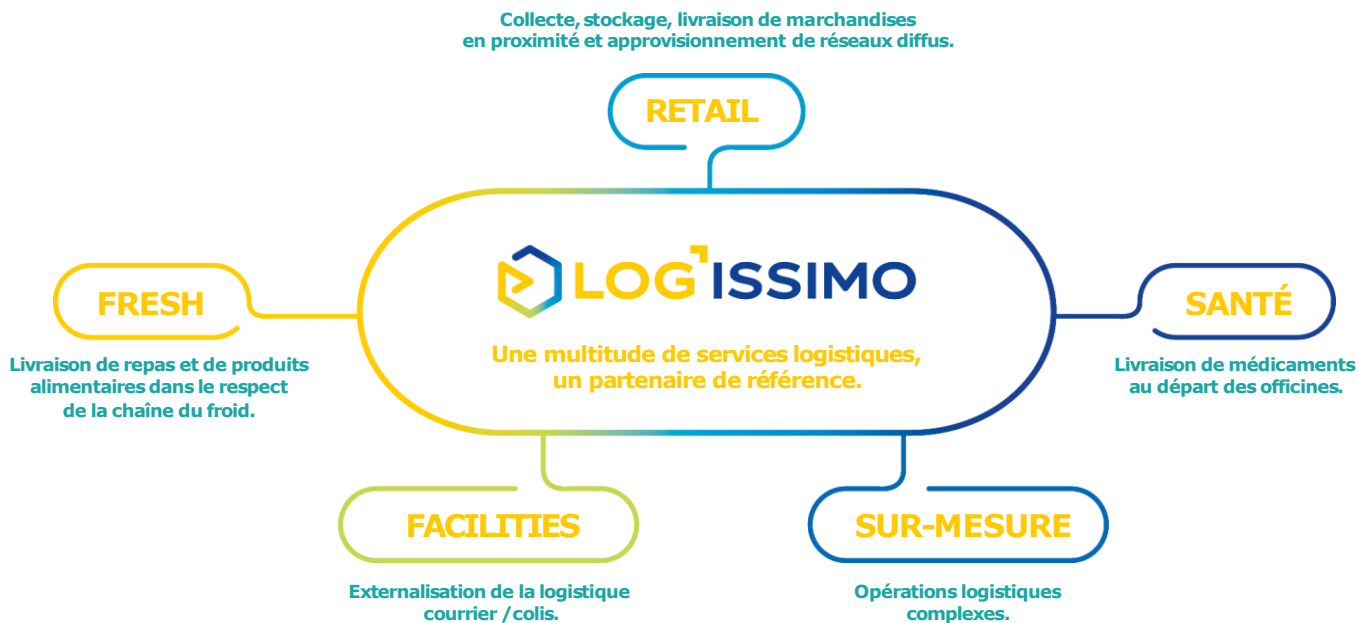 Collecte, stockage, livraison de marchandises
en proximité et approvisionnement de réseaux diffus.
RETAIL
LOG'ISSIMO
Une multitude de services logistiques,
un partenaire de référence.
FRESH
Livraison de repas et de produits
alimentaires dans le respect
de la chaîne du froid.
SANTÉ
Livraison de médicaments
au départ des officines.
FACILITIES
Externalisation de la logistique
courrier / colis.
SUR-MESURE
Opérations logistiques
complexes.